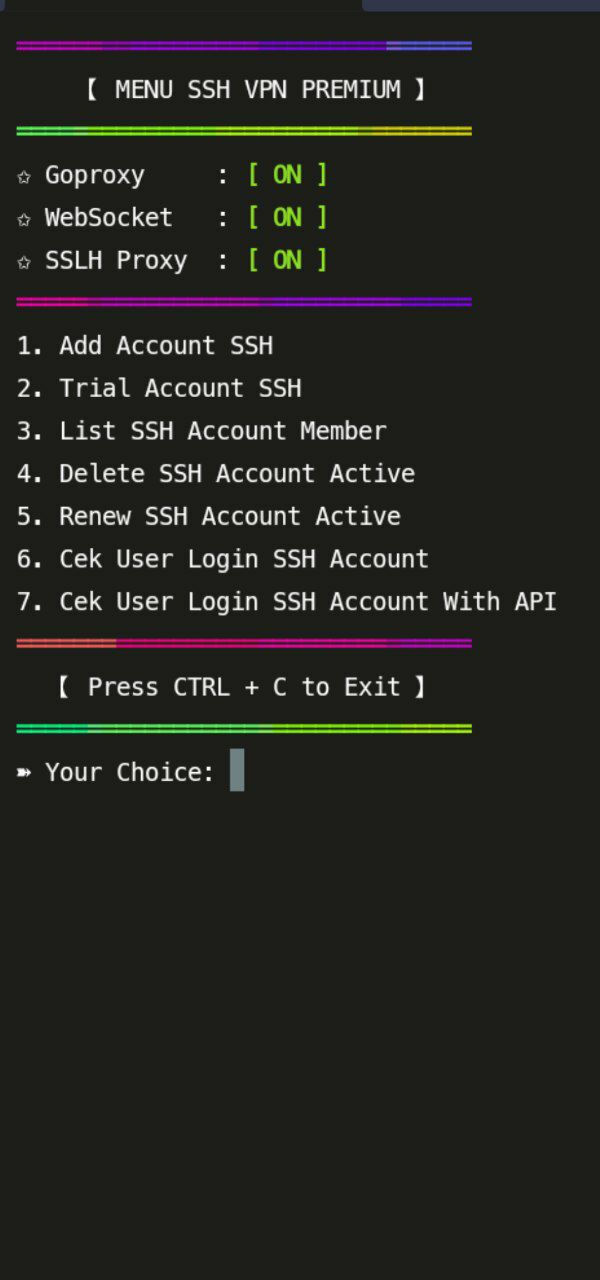 【 MENU SSH VPN PREMIUM 】
✩ Goproxy : [ ON ]
✩ WebSocket : [ ON ]
✩ SSLH Proxy : [ ON ]
1. Add Account SSH
2. Trial Account SSH
3. List SSH Account Member
4. Delete SSH Account Active
5. Renew SSH Account Active
6. Cek User Login SSH Account
7. Cek User Login SSH Account With API
【 Press CTRL + C to Exit 】
➽ Your Choice: